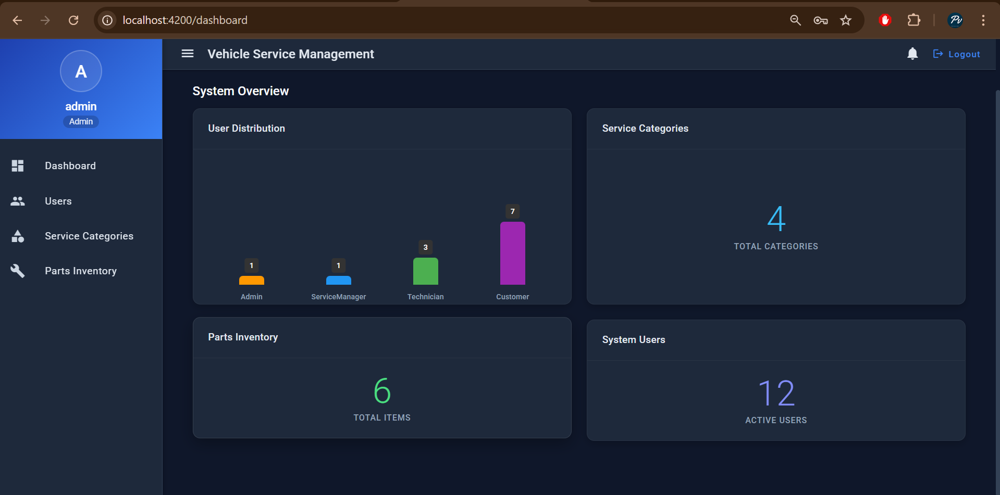 localhost:4200/dashboard
Pv
A
admin
Admin
Dashboard
Users
Service Categories
Parts Inventory
Vehicle Service Management
Logout
System Overview
User Distribution
1
1
3
7
Admin
ServiceManager
Technician
Customer
Service Categories
4
TOTAL CATEGORIES
Parts Inventory
6
TOTAL ITEMS
System Users
12
ACTIVE USERS